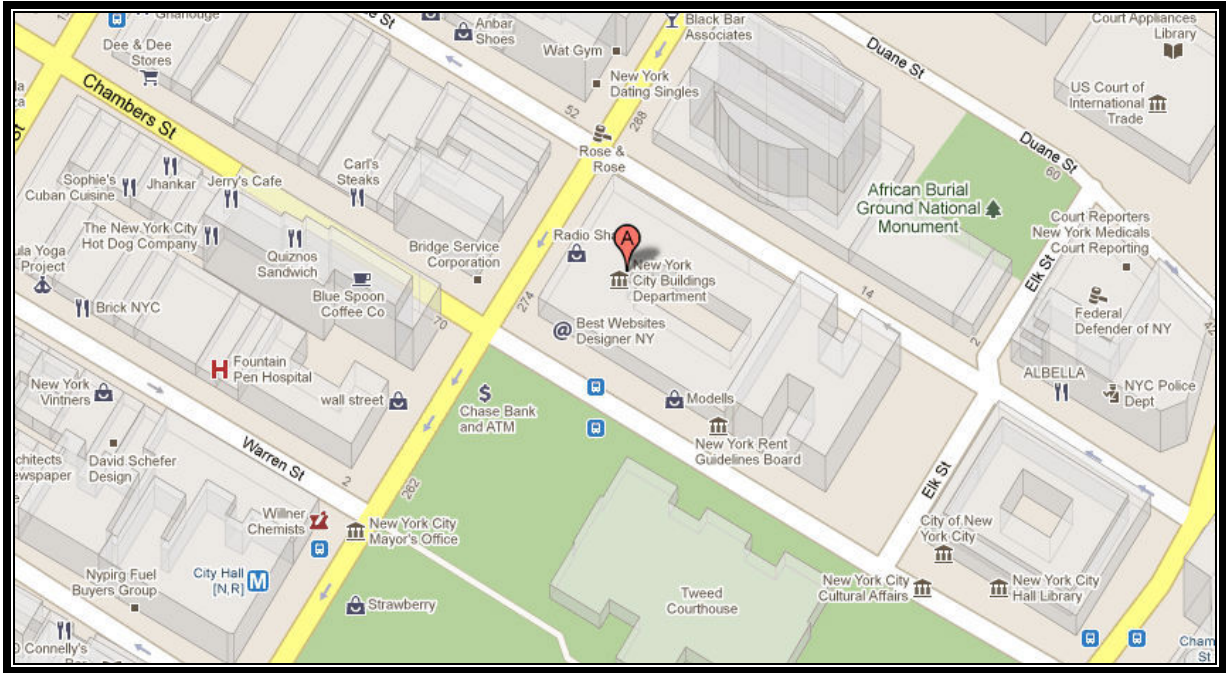 Ghanouge
Anbar
Shoes
Black Bar
Associates
Court Appliances
Library
Dee & Dee
Stores
Wat Gym
Duane St
New York
Dating Singles
US Court of
International
Trade
Chambers St
52
288
Rose &
Rose
Duane St
60
Carl's
Steaks
Sophie's
Cuban Cuisine
Jhankar
Jerry's Cafe
African Burial
Ground National
Monument
Court Reporters
New York Medicals
Court Reporting
The New York City
Hot Dog Company
Quiznos
Sandwich
Bridge Service
Corporation
Radio Sha
A
New York
City Buildings
Department
ula Yoga
Project
Elk St
Brick NYC
Blue Spoon
Coffee Co
70
274
14
Best Websites
Designer NY
@
2
Federal
Defender of NY
42
H
Fountain
Pen Hospital
ALBELLA
NYC Police
Dept
New York
Vintners
wall street
$
Chase Bank
and ATM
Modells
New York Rent
Guidelines Board
Warren St
chitects
ewspaper
David Schefer
Design
2
262
Elk St
Willner
Chemists
New York City
Mayor's Office
City of New
York City
Nypirg Fuel
Buyers Group
City Hall
[N,R]
M
Strawberry
Tweed
Courthouse
New York City
Cultural Affairs
New York City
Hall Library
O Connelly's
Cham
St